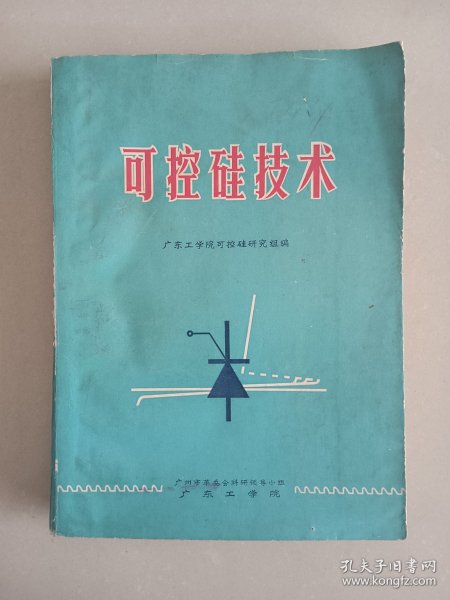 可控硅技术
广东工学院可控硅研究组编
广州市革委会科研领导小组
广东工学院
孔夫子旧书网
www.kongfz.com